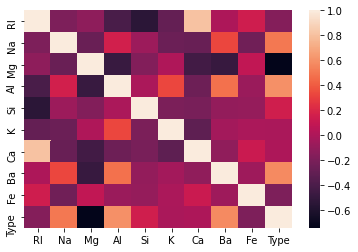 RI
Na
Mg
Al
Si
K
Ca
Ba
Fe
Type
RI Na Mg Al Si K Ca Ba Fe Type
1.0
0.8
0.6
0.4
0.2
0.0
−0.2
−0.4
−0.6